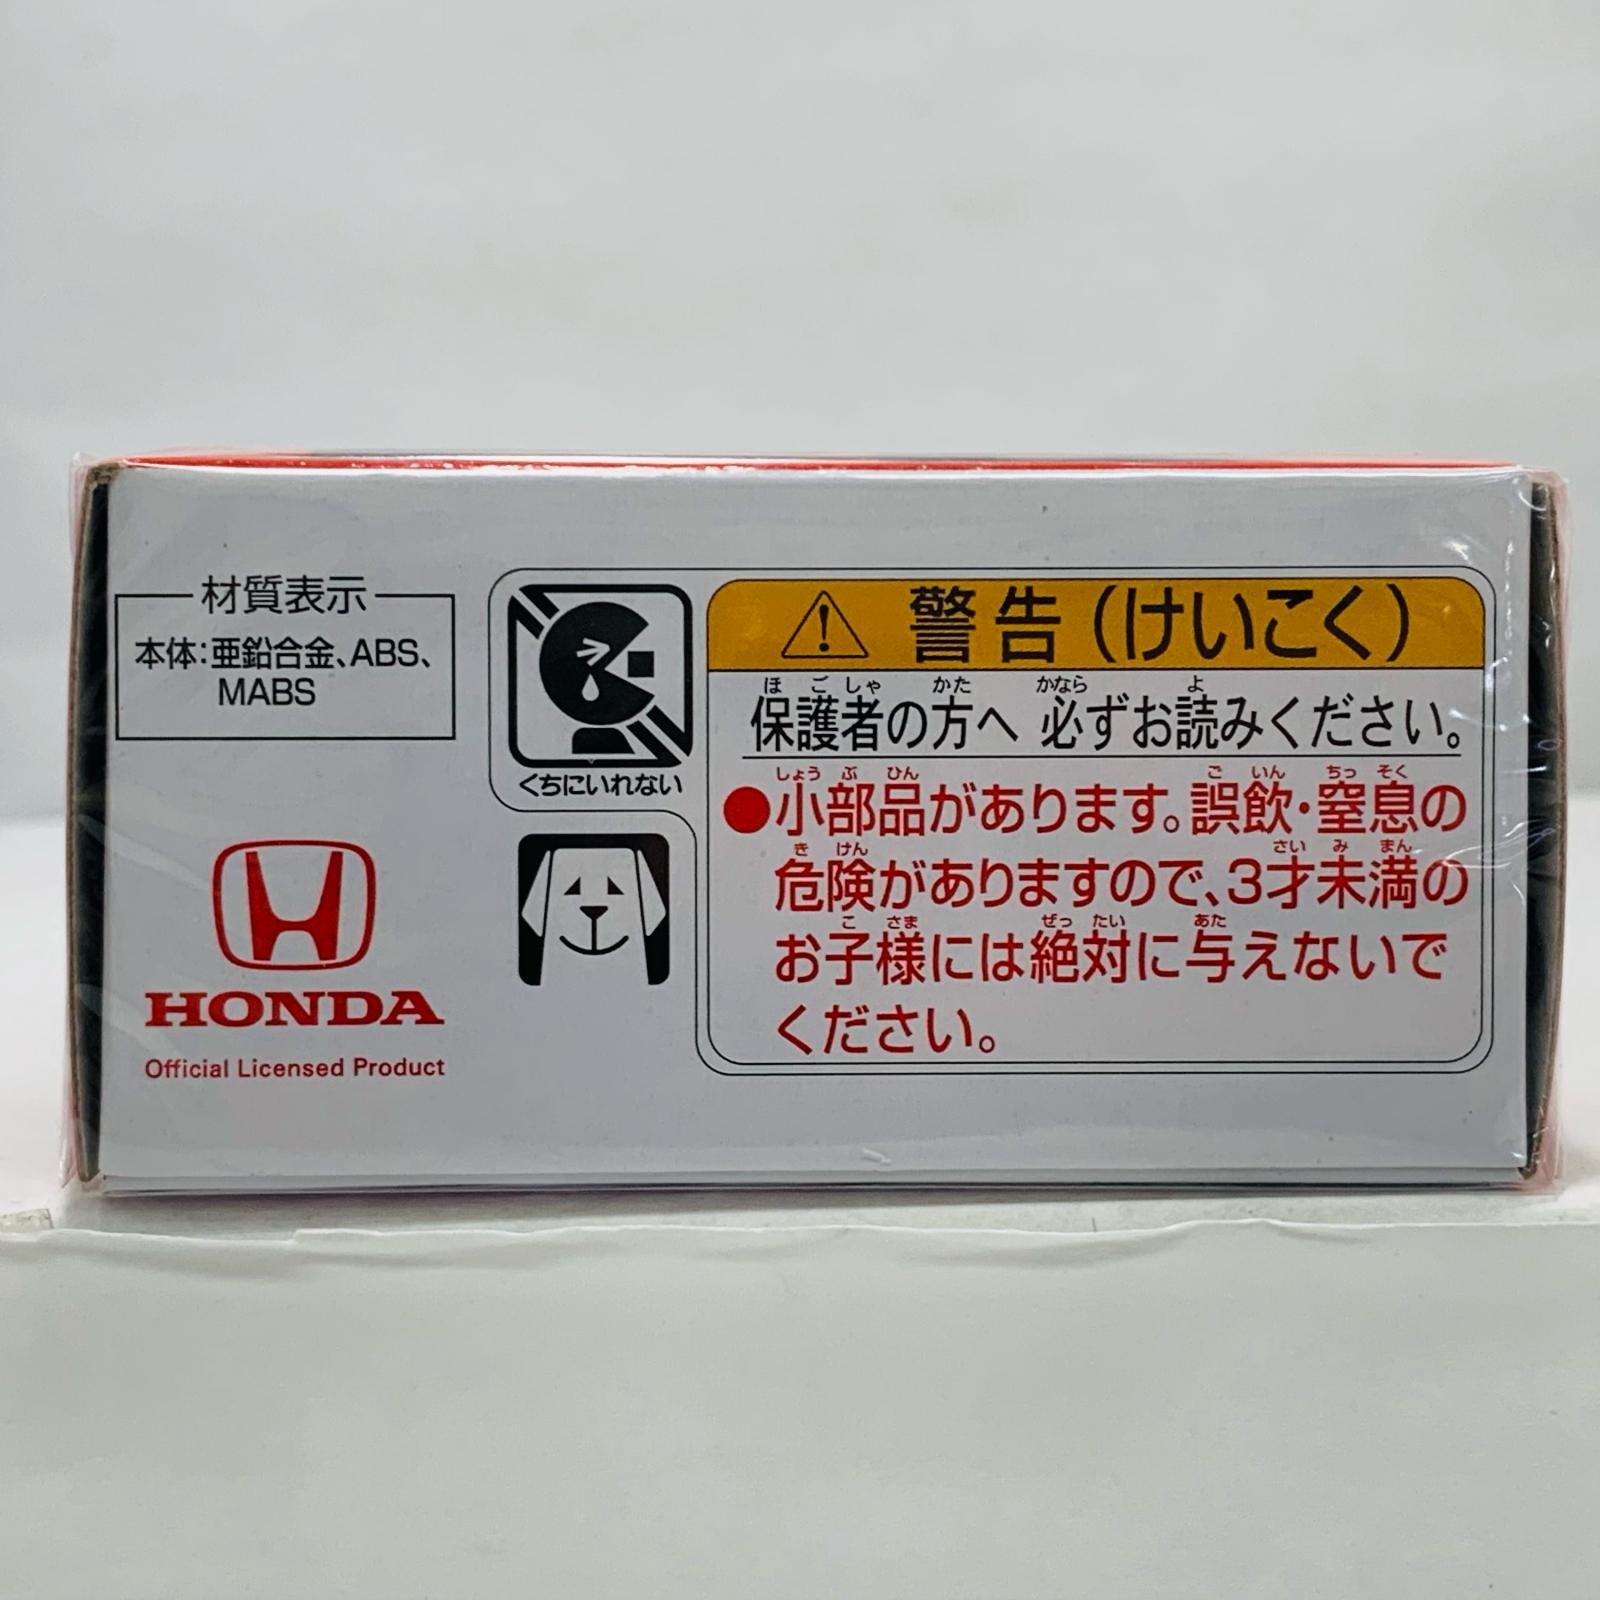 材質表示
本体：亜鉛合金、ABS、
MABS
HONDA
Official Licensed Product
くちにいれない
警告（けいこく）
ほごしゃ かた かなら よ
保護者の方へ 必ずお読みください。
しょうぶひん ごいん ちっそく
●小部品があります。誤飲・窒息の
きけん さいみまん
危険がありますので、3才未満の
こさま ぜったい あた
お子様には絶対に与えないで
ください。